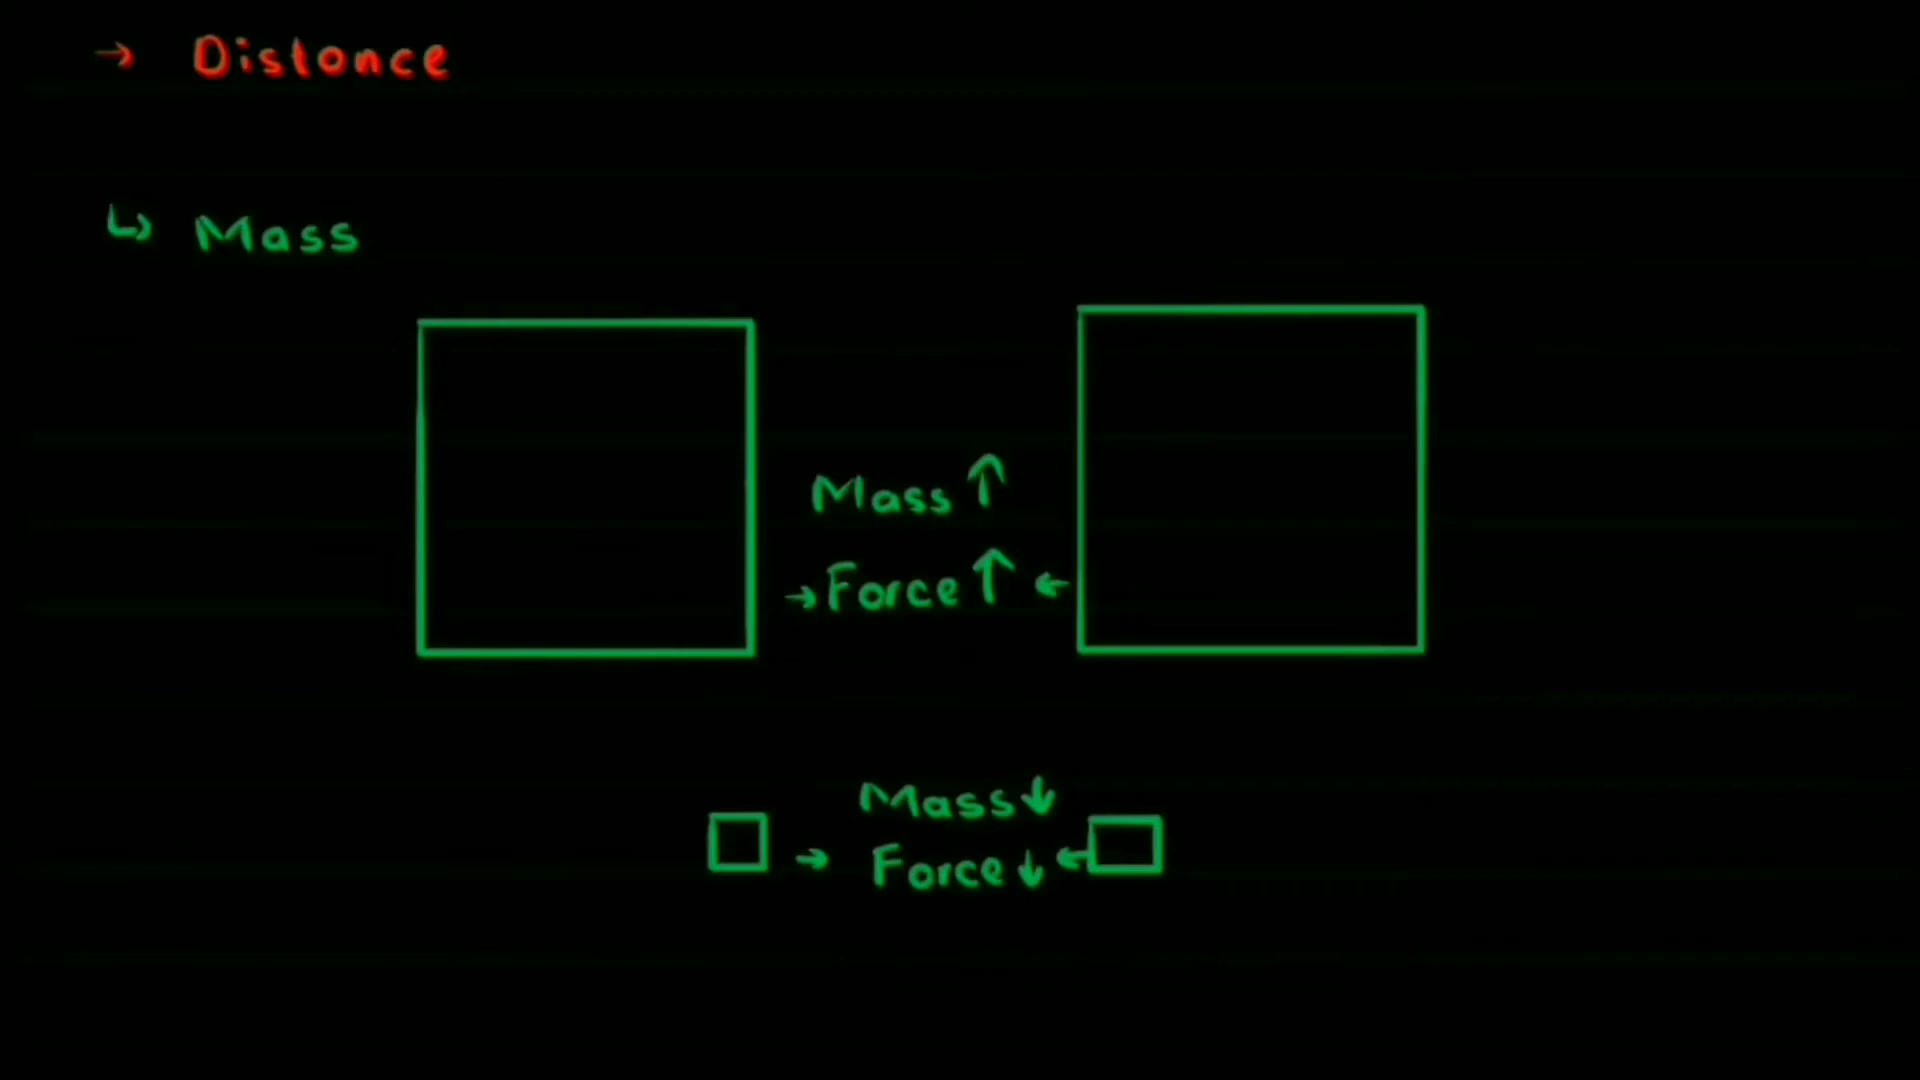 → Distance
↳ Mass
Mass ↑
→ Force ↑ ←
Mass ↓
→ Force ↓ ←